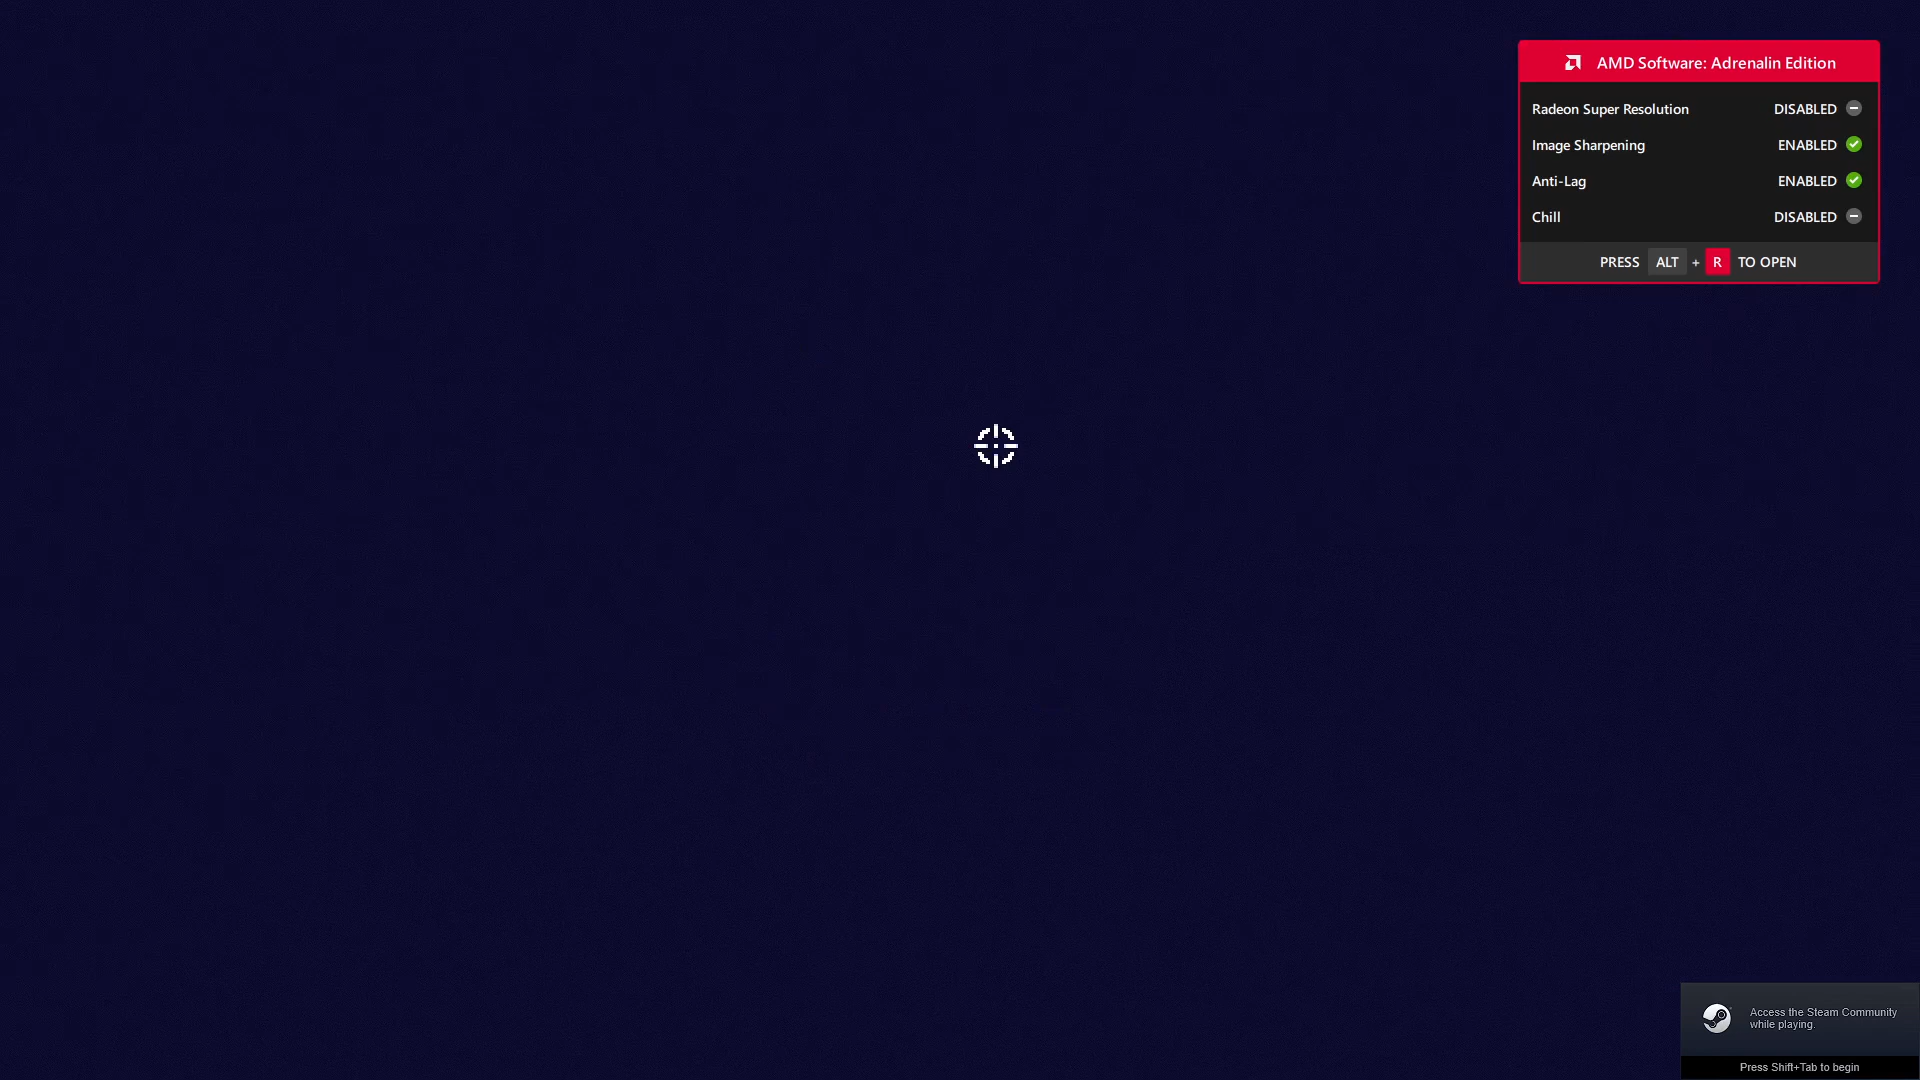 AMD Software: Adrenalin Edition
Radeon Super Resolution DISABLED
Image Sharpening ENABLED
Anti-Lag ENABLED
Chill DISABLED
PRESS ALT + R TO OPEN
Access the Steam Community
while playing.
Press Shift+Tab to begin